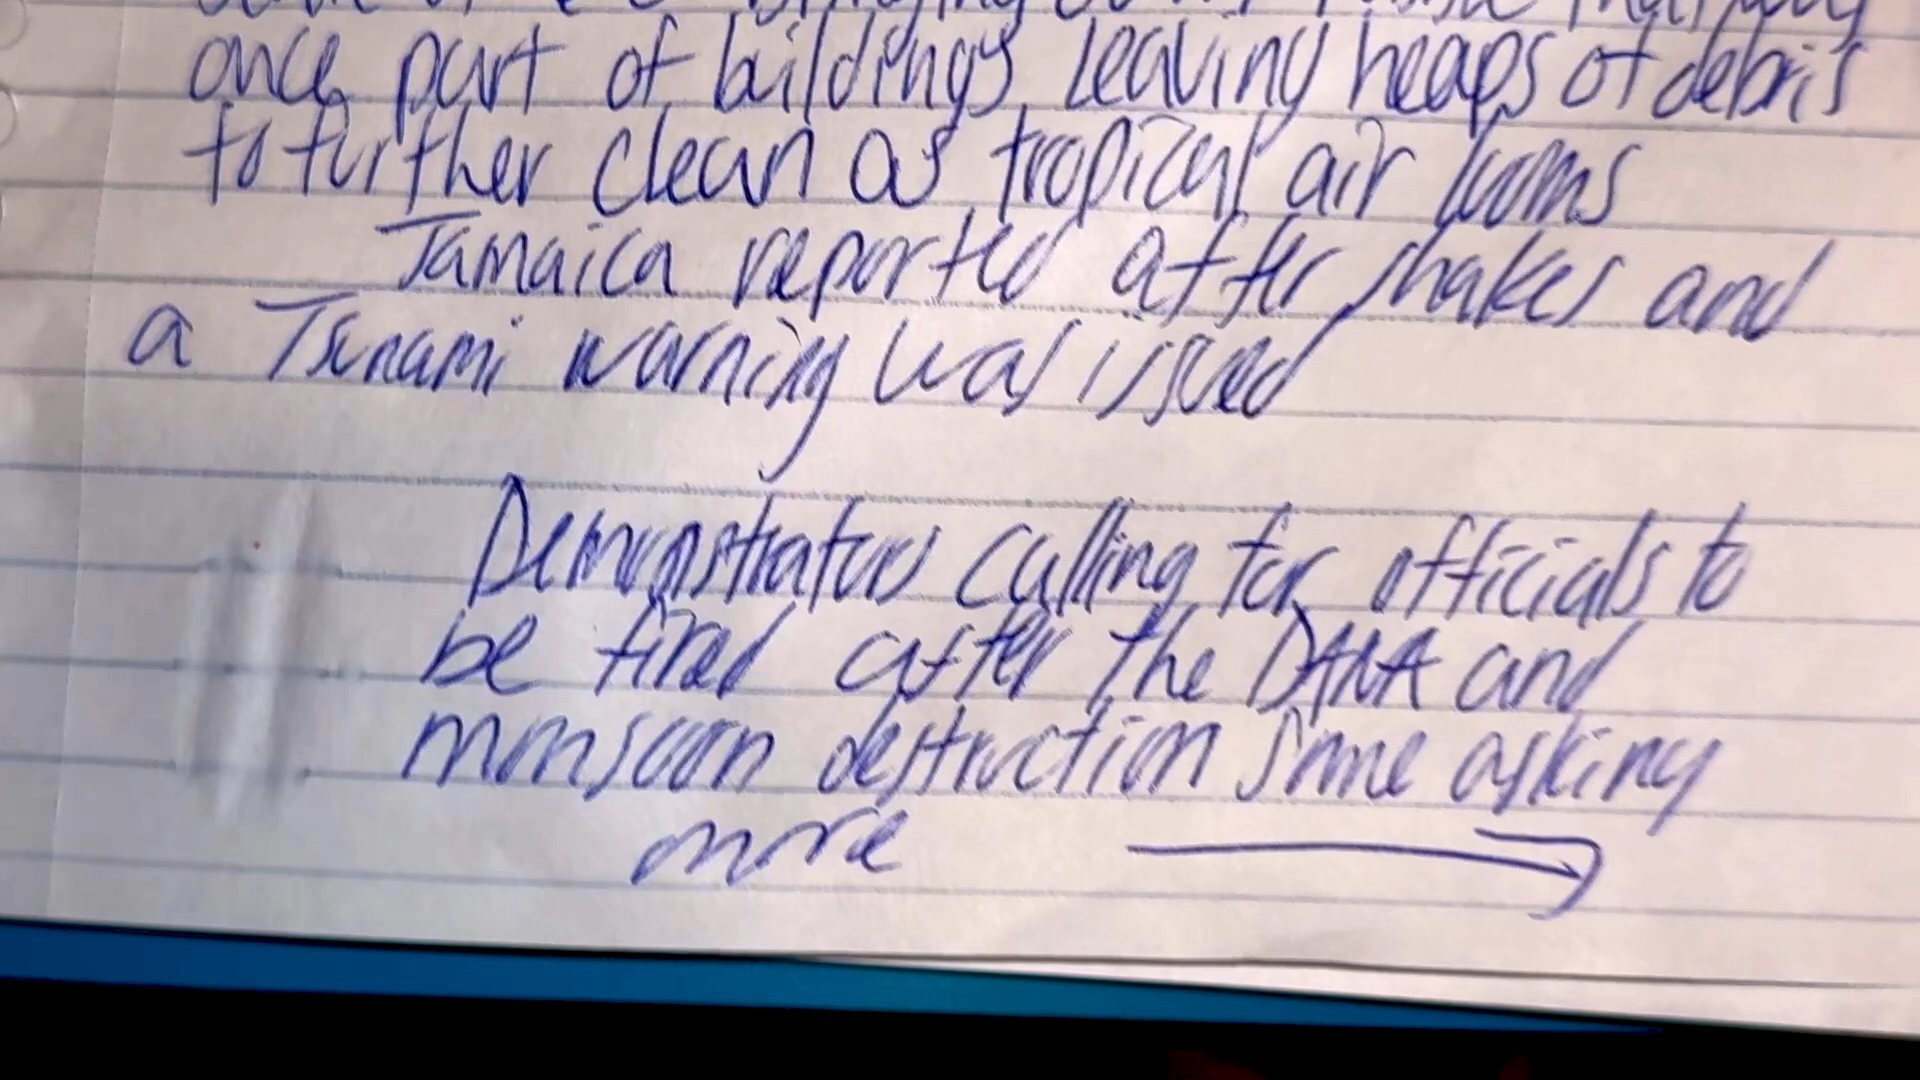 once part of buildings, leaving heaps of debris
to further clean as tropical air looms
Jamaica reported after shakes and
a Tsunami warning was issued
Demonstrators calling for officials to
be fired after the DANA and
monsoon destruction some asking
more